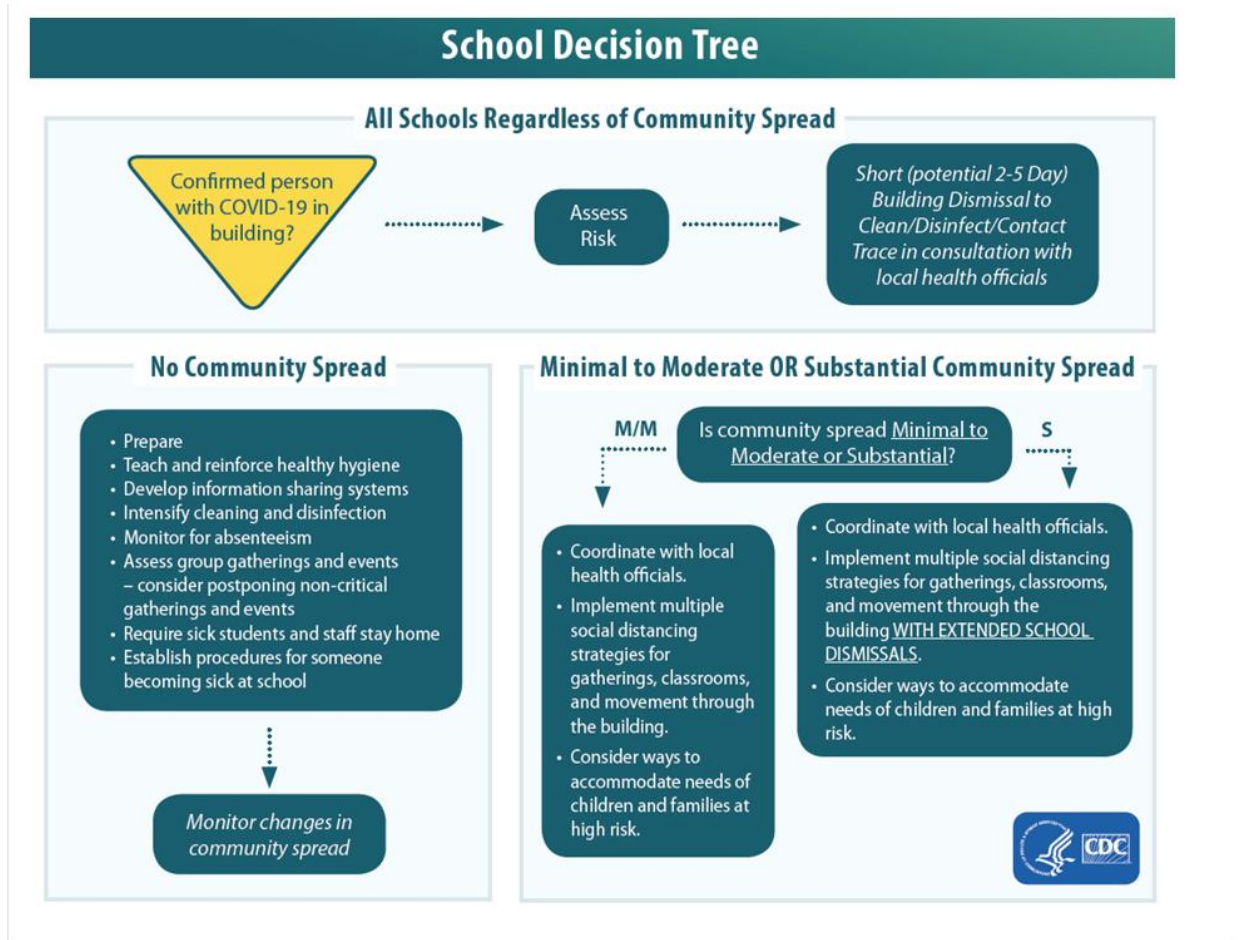 School Decision Tree
All Schools Regardless of Community Spread
Confirmed person
with COVID-19 in
building?
Assess
Risk
Short (potential 2-5 Day)
Building Dismissal to
Clean/Disinfect/Contact
Trace in consultation with
local health officials
No Community Spread
• Prepare
• Teach and reinforce healthy hygiene
• Develop information sharing systems
• Intensify cleaning and disinfection
• Monitor for absenteeism
• Assess group gatherings and events
– consider postponing non-critical
gatherings and events
• Require sick students and staff stay home
• Establish procedures for someone
becoming sick at school
Monitor changes in
community spread
Minimal to Moderate OR Substantial Community Spread
M/M
Is community spread Minimal to
Moderate or Substantial?
S
• Coordinate with local
health officials.
• Implement multiple
social distancing
strategies for
gatherings, classrooms,
and movement through
the building.
• Consider ways to
accommodate needs of
children and families at
high risk.
• Coordinate with local health officials.
• Implement multiple social distancing
strategies for gatherings, classrooms,
and movement through the
building WITH EXTENDED SCHOOL
DISMISSALS.
• Consider ways to accommodate
needs of children and families at high
risk.
CDC